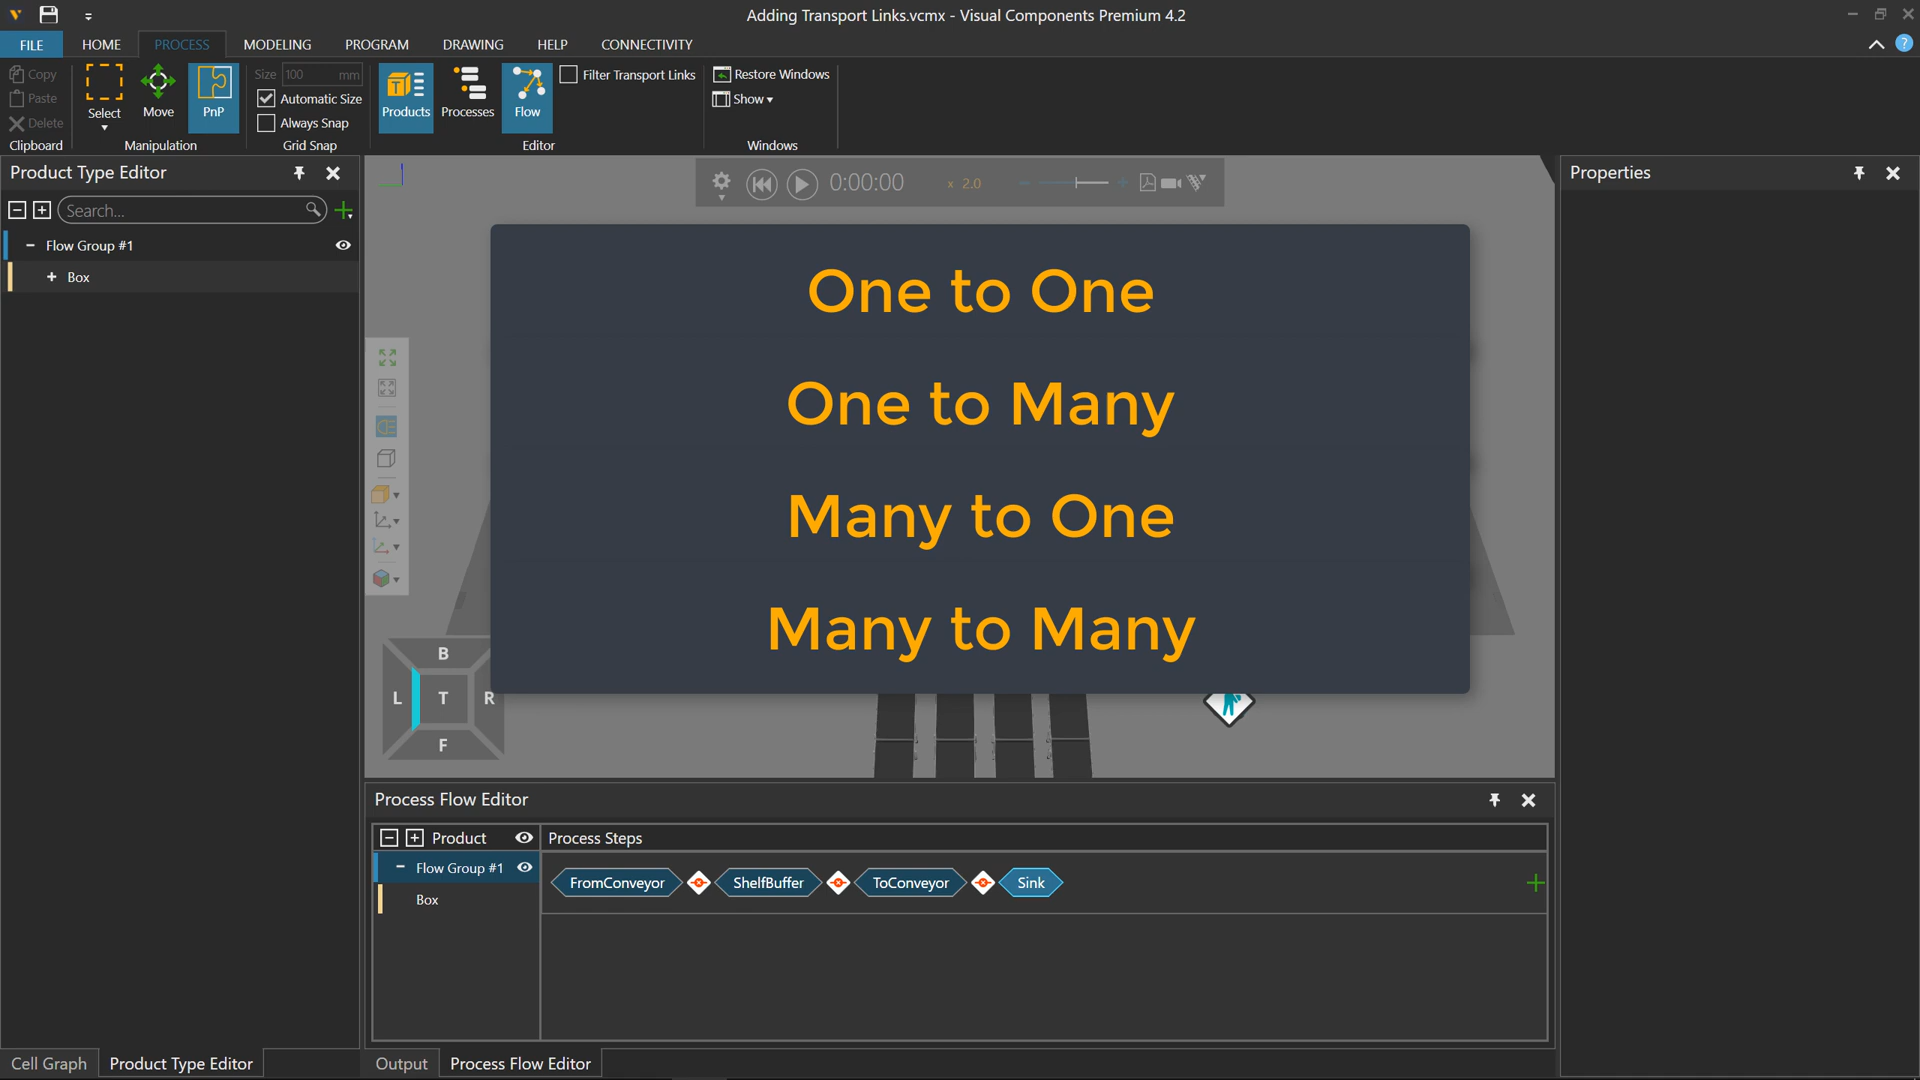 Adding Transport Links.vcmx - Visual Components Premium 4.2
FILE HOME PROCESS MODELING PROGRAM DRAWING HELP CONNECTIVITY
Copy
Paste
Delete
Clipboard
Select
Move
PnP
Manipulation
Size 100 mm
Automatic Size
Always Snap
Grid Snap
Products
Processes
Flow
Filter Transport Links
Editor
Restore Windows
Show
Windows
Product Type Editor
Search...
Flow Group #1
Box
0:00:00 x 2.0
Properties
One to One
One to Many
Many to One
Many to Many
B
L T R
F
Process Flow Editor
Product Process Steps
Flow Group #1
Box
FromConveyor ShelfBuffer ToConveyor Sink
Cell Graph Product Type Editor Output Process Flow Editor